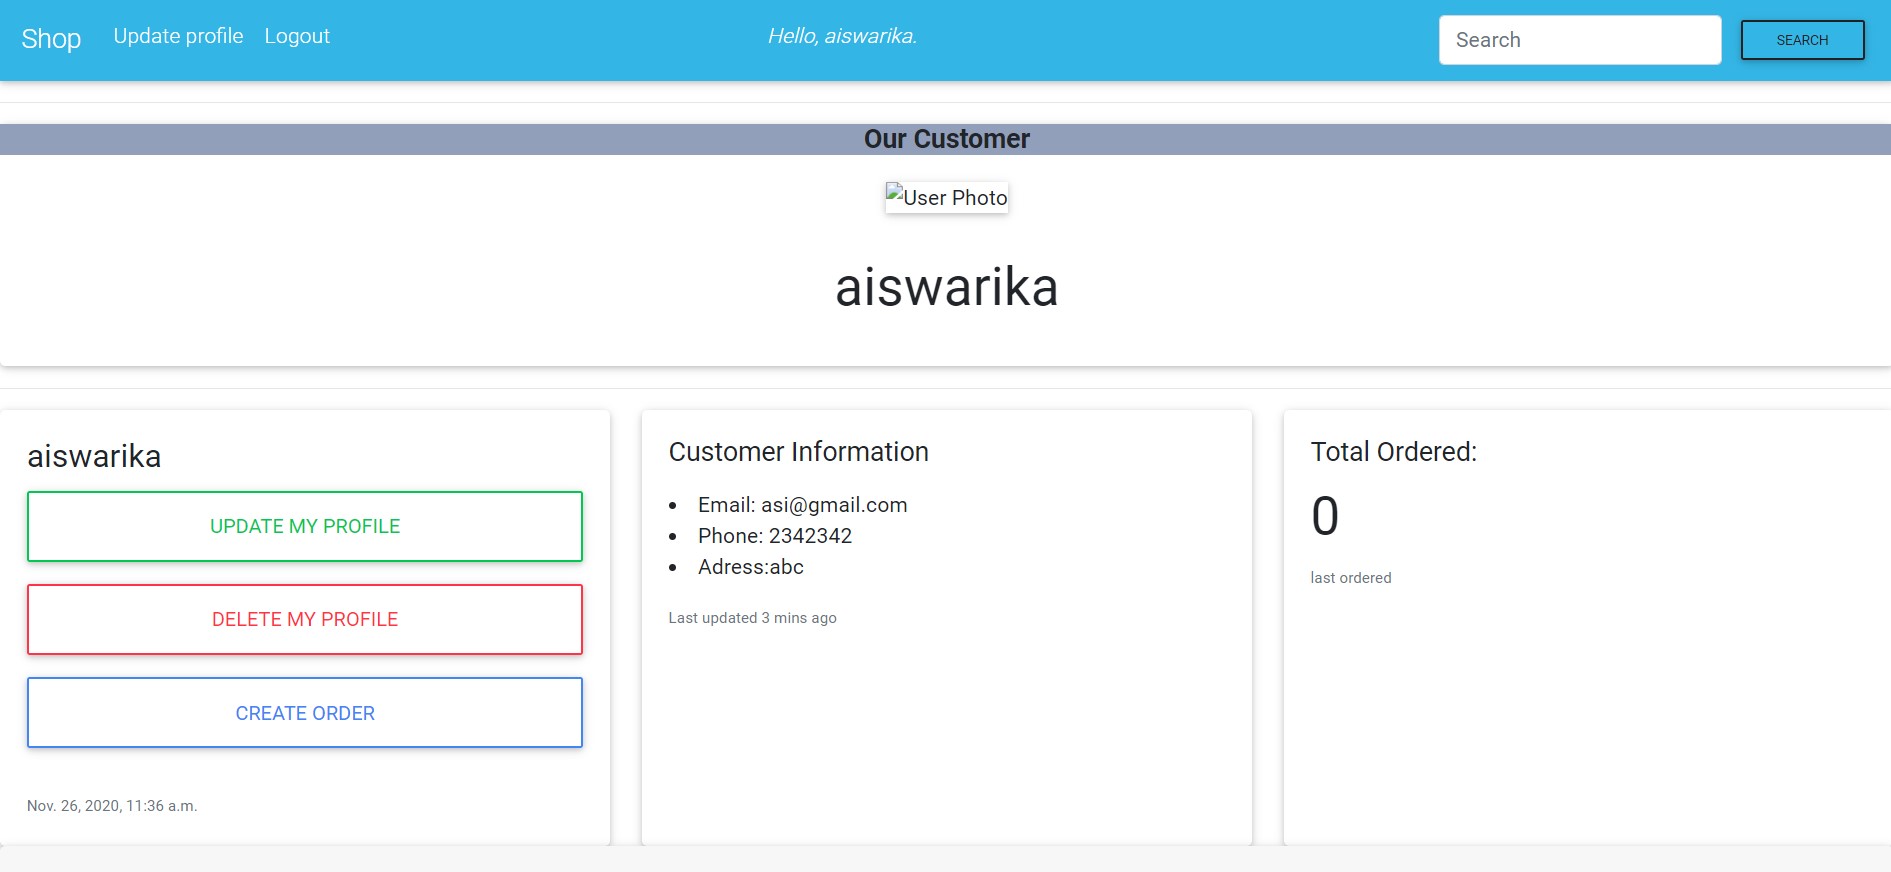 Shop Update profile Logout Hello, aiswarika. Search SEARCH
Our Customer
User Photo
aiswarika
aiswarika
UPDATE MY PROFILE
DELETE MY PROFILE
CREATE ORDER
Nov. 26, 2020, 11:36 a.m.
Customer Information
Email: asi@gmail.com
Phone: 2342342
Adress:abc
Last updated 3 mins ago
Total Ordered:
0
last ordered